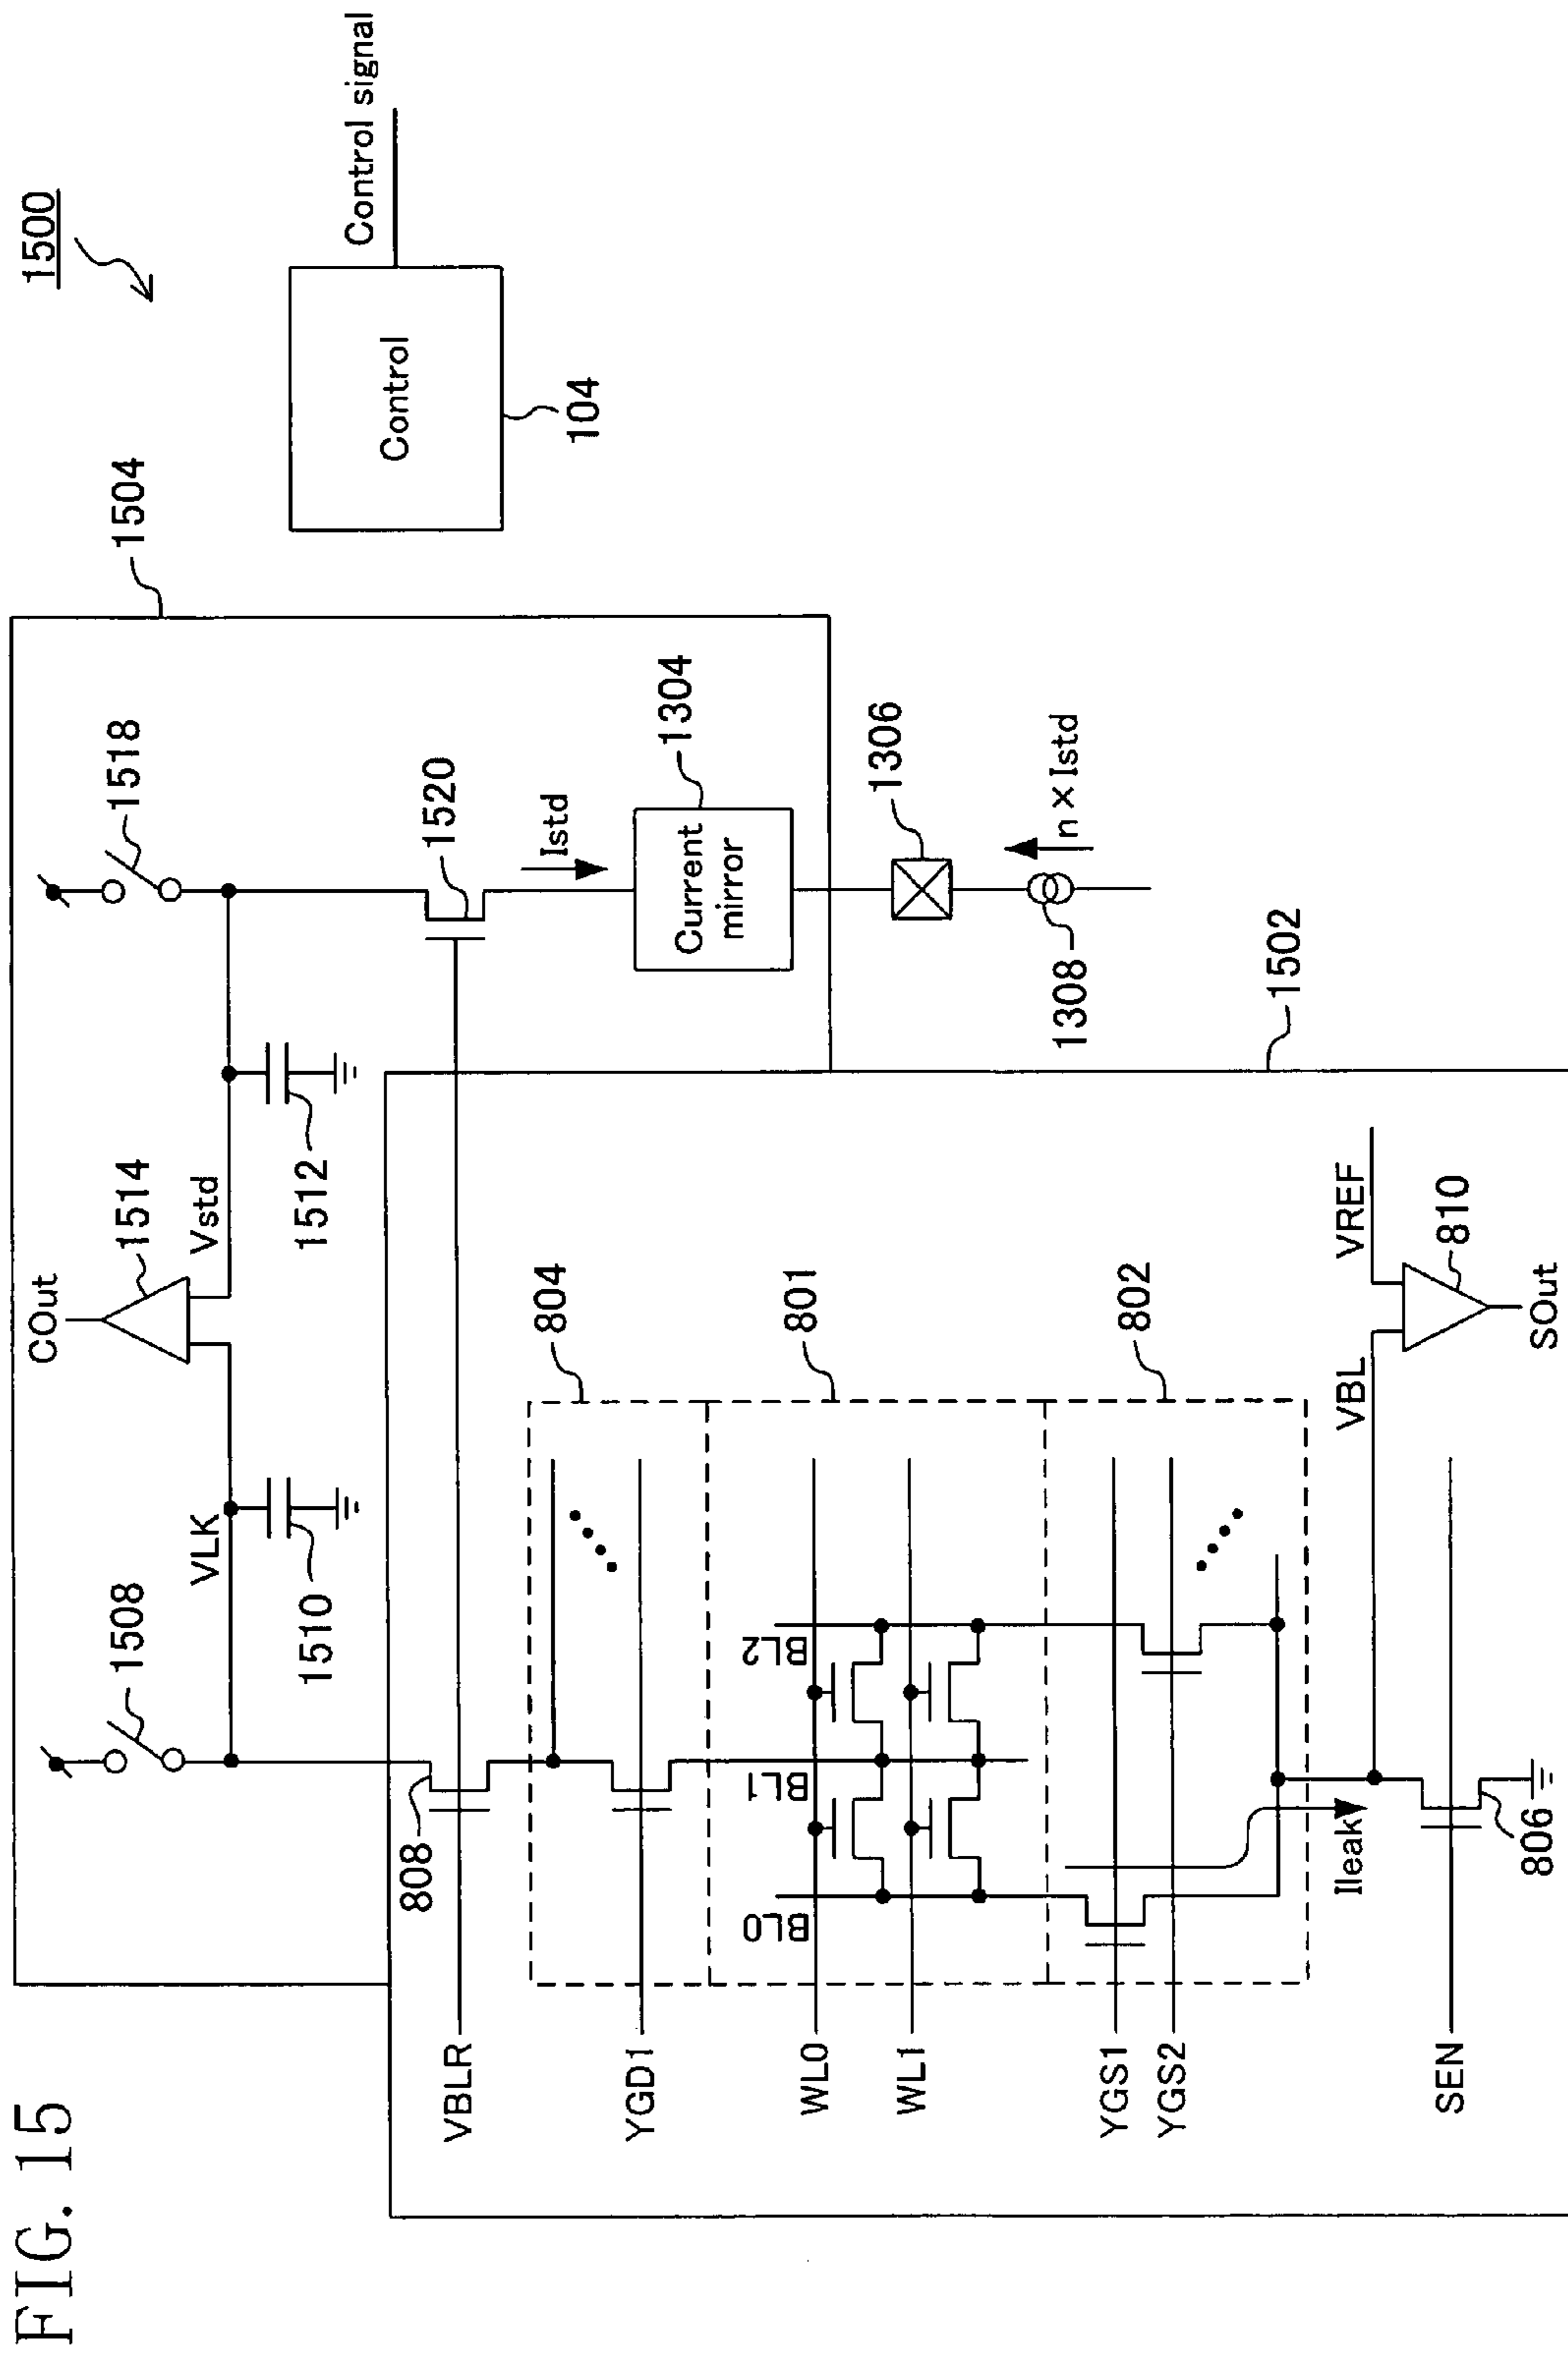 FIG. 15
1500
1504
Control signal
Control
104
COut
1508
VLK
1510
1514
Vstd
1512
1518
1520
Istd
1304
Current
mirror
1306
n × Istd
1308
1502
808
VBLR
804
YGD1
801
WL0
BL0
BL1
BL2
WL1
802
YGS1
YGS2
Ileak
VBL
VREF
810
SEN
806
SOut